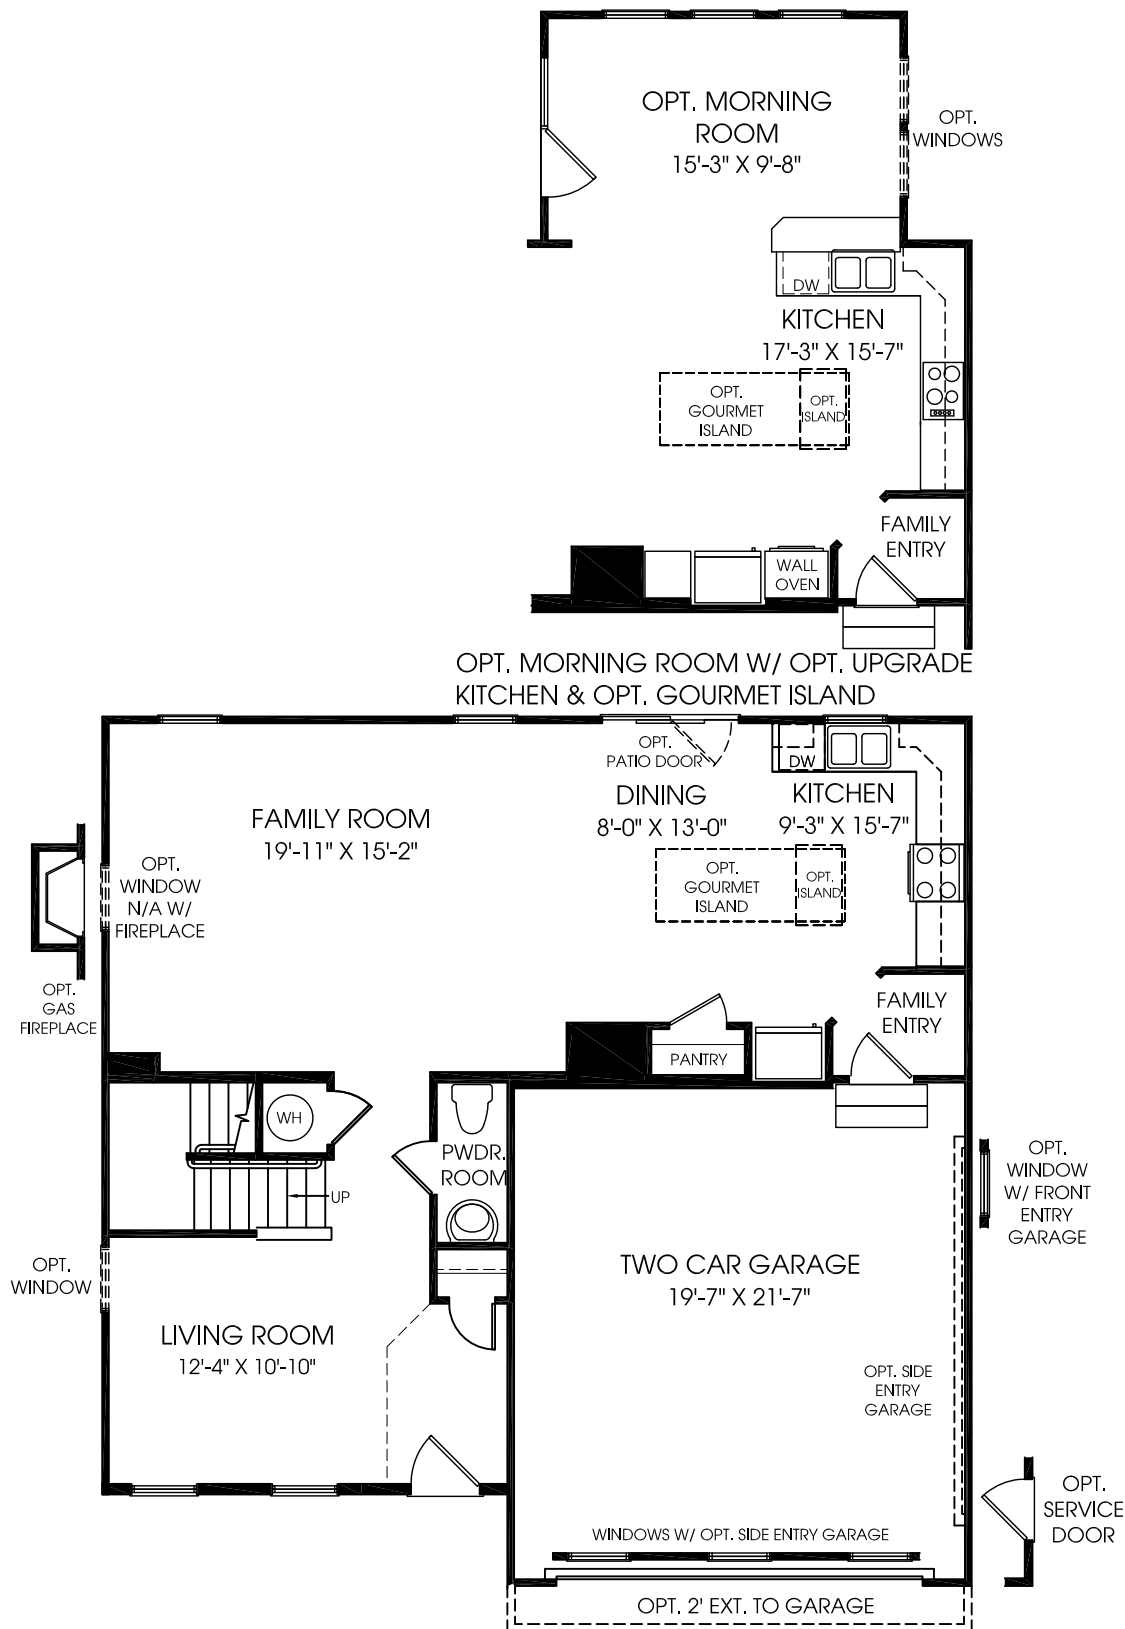 OPT. MORNING
ROOM
15'-3" X 9'-8"
OPT.
WINDOWS
DW
KITCHEN
17'-3" X 15'-7"
OPT.
GOURMET
ISLAND
OPT.
ISLAND
FAMILY
ENTRY
WALL
OVEN
OPT. MORNING ROOM W/ OPT. UPGRADE
KITCHEN & OPT. GOURMET ISLAND
OPT.
PATIO DOOR
DW
FAMILY ROOM
19'-11" X 15'-2"
DINING
8'-0" X 13'-0"
KITCHEN
9'-3" X 15'-7"
OPT.
WINDOW
N/A W/
FIREPLACE
OPT.
GOURMET
ISLAND
OPT.
ISLAND
OPT.
GAS
FIREPLACE
FAMILY
ENTRY
PANTRY
WH
PWDR.
ROOM
UP
OPT.
WINDOW
W/ FRONT
ENTRY
GARAGE
OPT.
WINDOW
TWO CAR GARAGE
19'-7" X 21'-7"
LIVING ROOM
12'-4" X 10'-10"
OPT. SIDE
ENTRY
GARAGE
OPT.
SERVICE
DOOR
WINDOWS W/ OPT. SIDE ENTRY GARAGE
OPT. 2' EXT. TO GARAGE